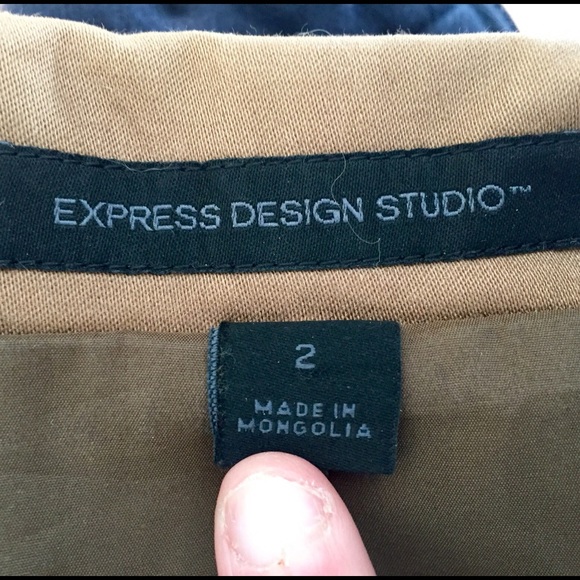 EXPRESS DESIGN STUDIO™
2
MADE IN
MONGOLIA